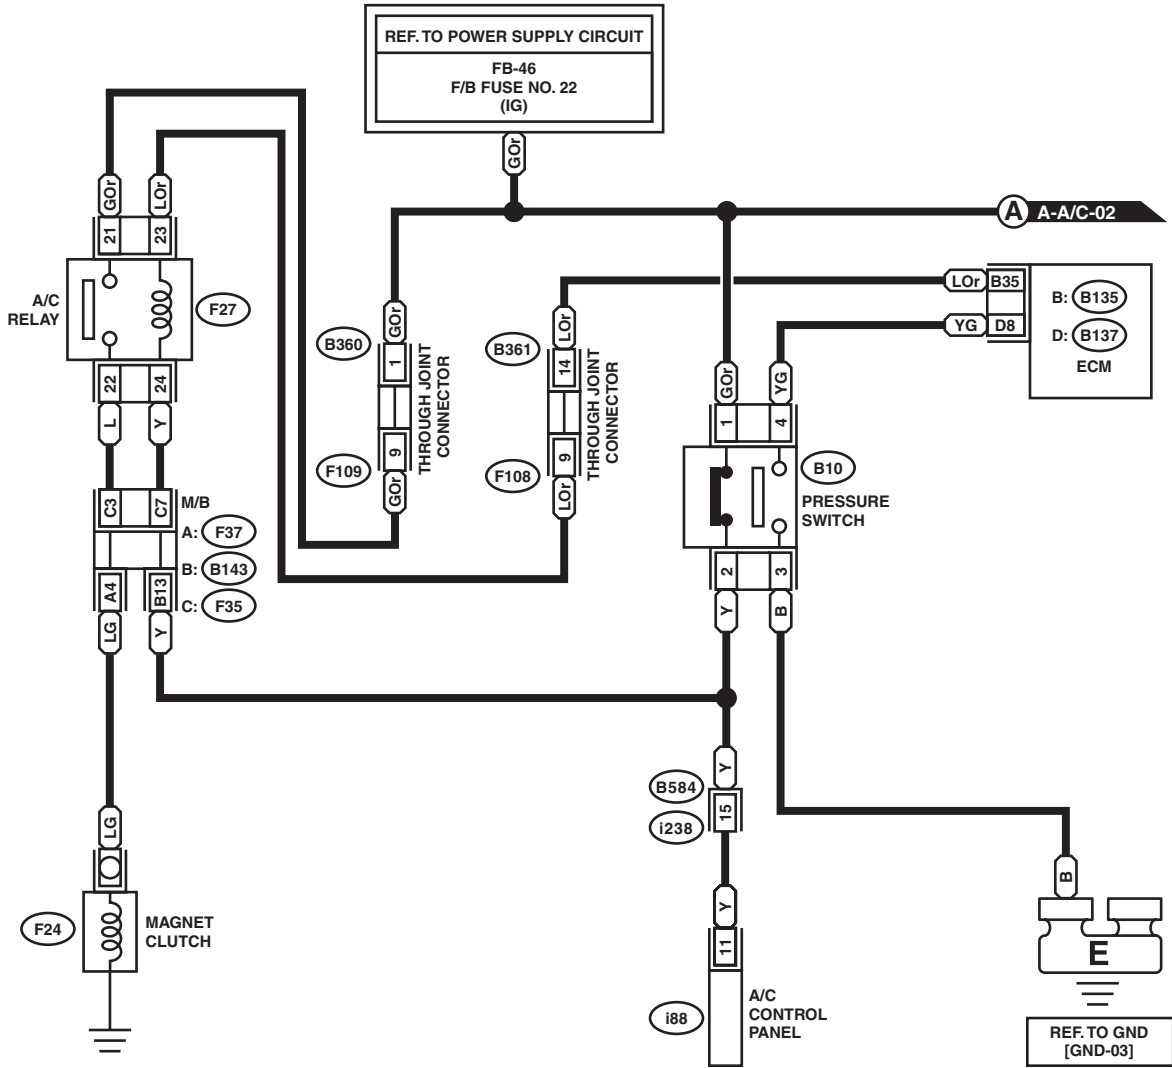 REF. TO POWER SUPPLY CIRCUIT
FB-46
F/B FUSE NO. 22
(IG)
GOr
A
A-A/C-02
GOr
LOr
21
23
A/C
RELAY
F27
22
24
L
Y
C3
C7
M/B
A: F37
B: B143
C: F35
A4
B13
LG
Y
LG
F24
MAGNET
CLUTCH
GOr
B360
1
THROUGH JOINT
CONNECTOR
9
F109
GOr
LOr
B361
14
THROUGH JOINT
CONNECTOR
9
F108
LOr
LOr
B35
YG
D8
B: B135
D: B137
ECM
GOr
YG
1
4
B10
PRESSURE
SWITCH
2
3
Y
B
Y
B584
15
i238
Y
11
i88
A/C
CONTROL
PANEL
B
E
REF. TO GND
[GND-03]